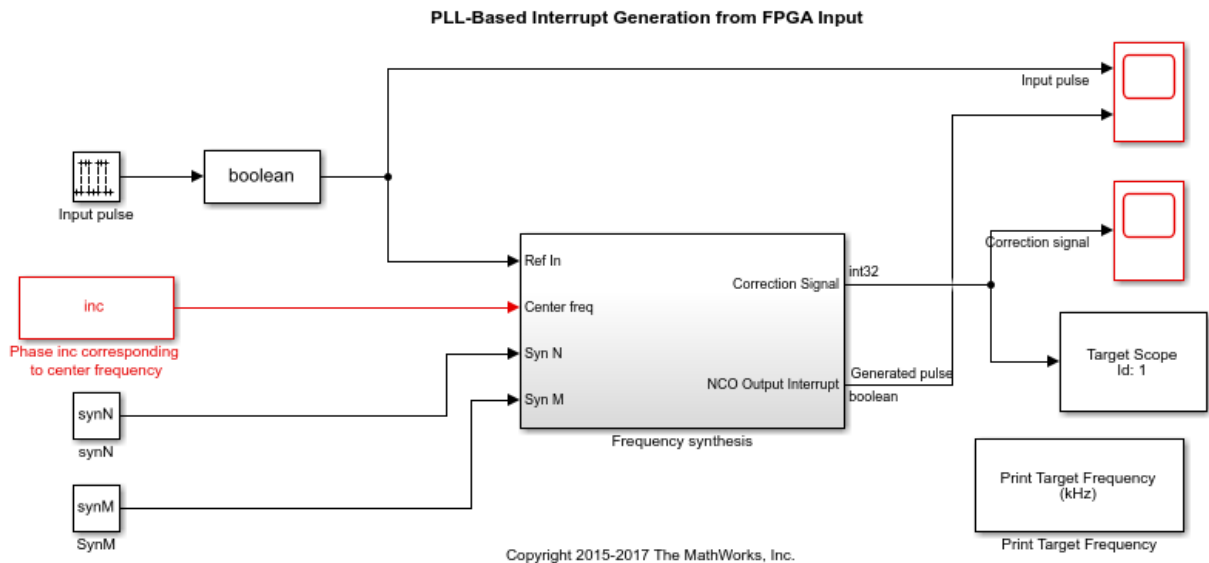 PLL-Based Interrupt Generation from FPGA Input
Input pulse
boolean
Input pulse
Ref In
Correction signal
Correction Signal
int32
inc
Center freq
Phase inc corresponding
to center frequency
Syn N
Target Scope
Id: 1
Generated pulse
NCO Output Interrupt
boolean
Syn M
synN
synN
Frequency synthesis
Print Target Frequency
(kHz)
synM
SynM
Print Target Frequency
Copyright 2015-2017 The MathWorks, Inc.